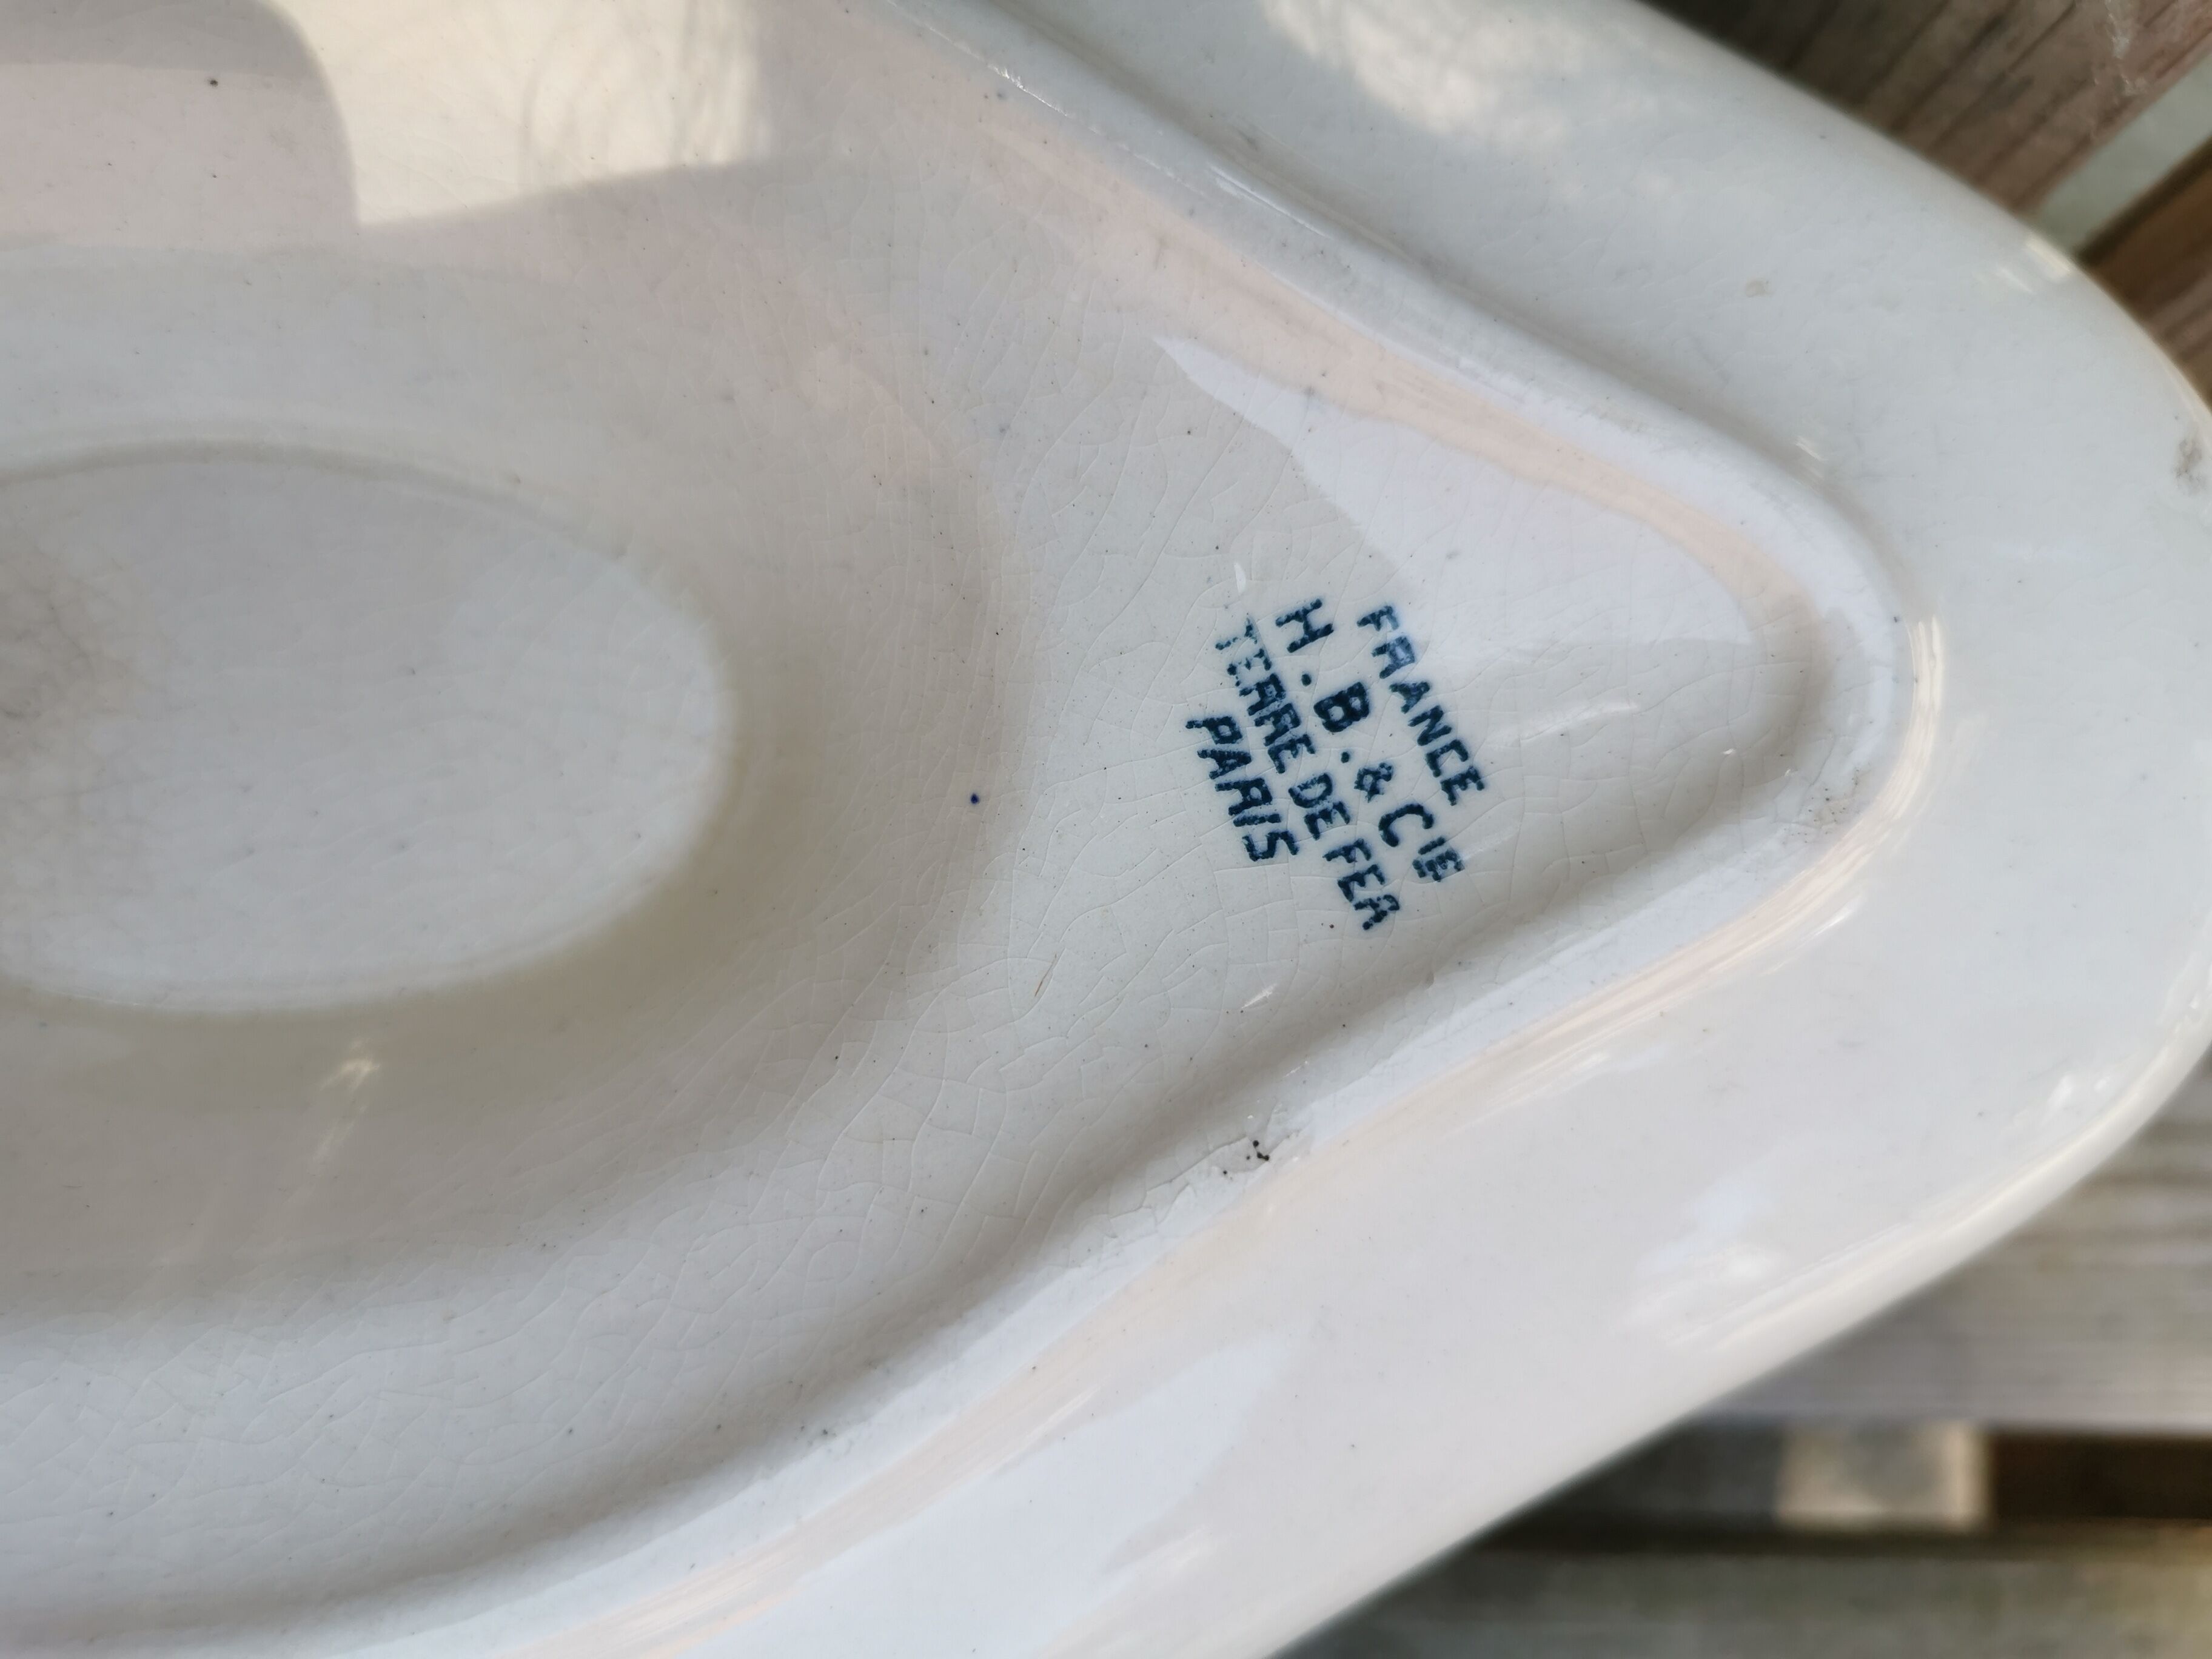 FRANCE
H.B.& CIE
TERRE DE FER
PARIS